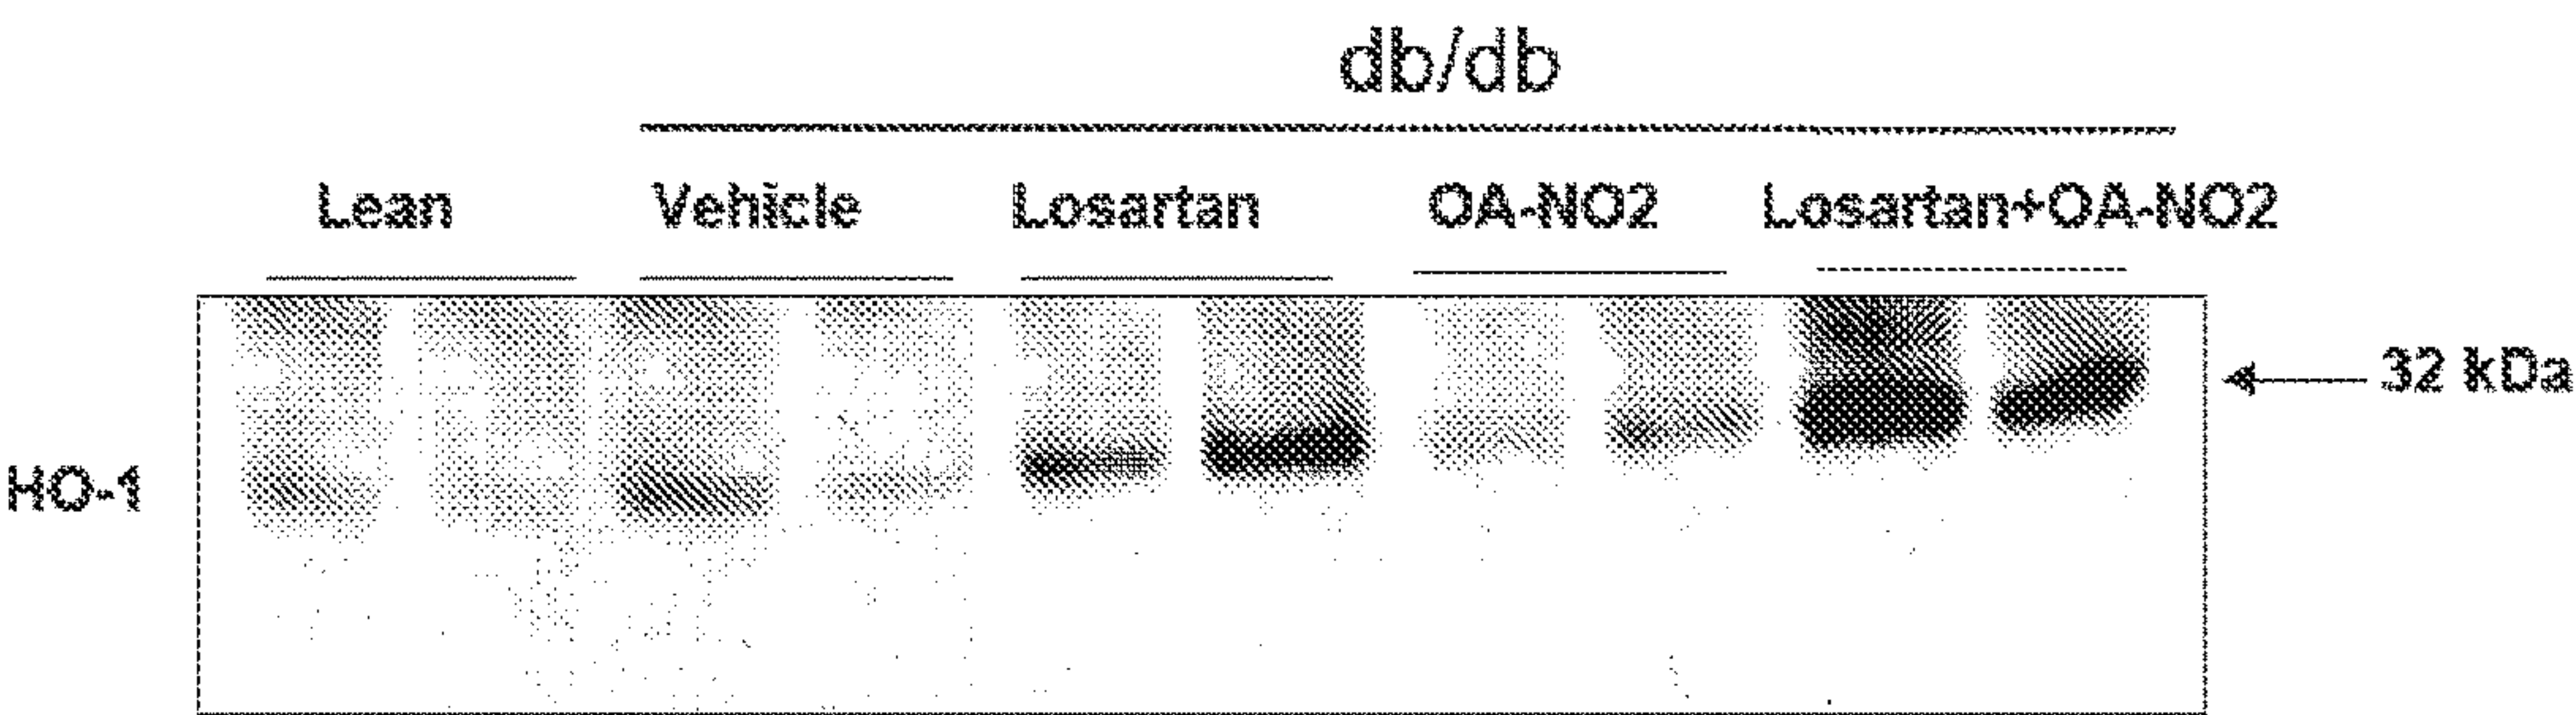 db/db
Lean Vehicle Losartan OA-NO2 Losartan+OA-NO2
32 kDa
HO-1